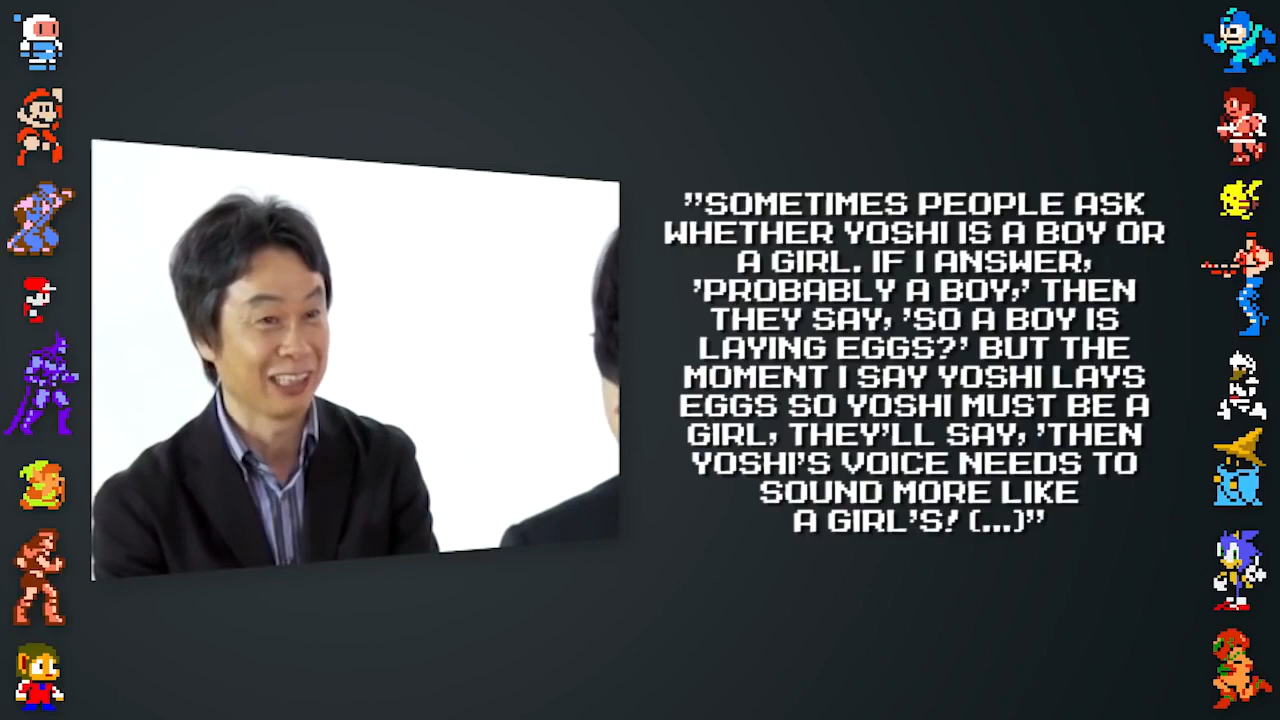 "SOMETIMES PEOPLE ASK
WHETHER YOSHI IS A BOY OR
A GIRL. IF I ANSWER,
'PROBABLY A BOY,' THEN
THEY SAY, 'SO A BOY IS
LAYING EGGS?' BUT THE
MOMENT I SAY YOSHI LAYS
EGGS SO YOSHI MUST BE A
GIRL, THEY'LL SAY, 'THEN
YOSHI'S VOICE NEEDS TO
SOUND MORE LIKE
A GIRL'S! (...)"